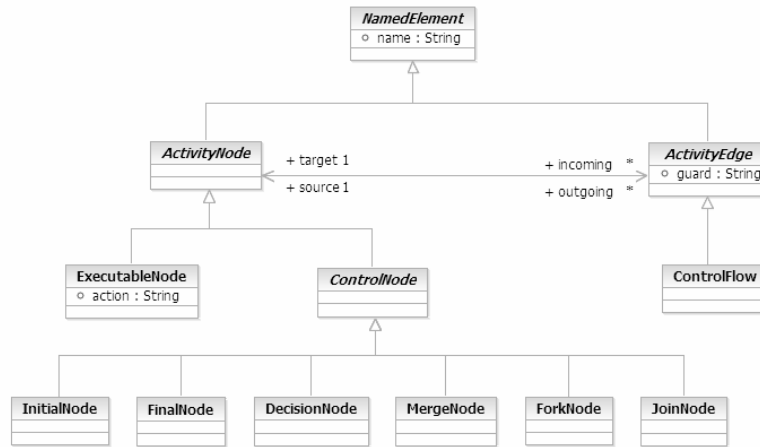 NamedElement
name : String
ActivityNode
+ target 1
+ incoming *
ActivityEdge
+ source 1
+ outgoing *
guard : String
ExecutableNode
action : String
ControlNode
ControlFlow
InitialNode
FinalNode
DecisionNode
MergeNode
ForkNode
JoinNode